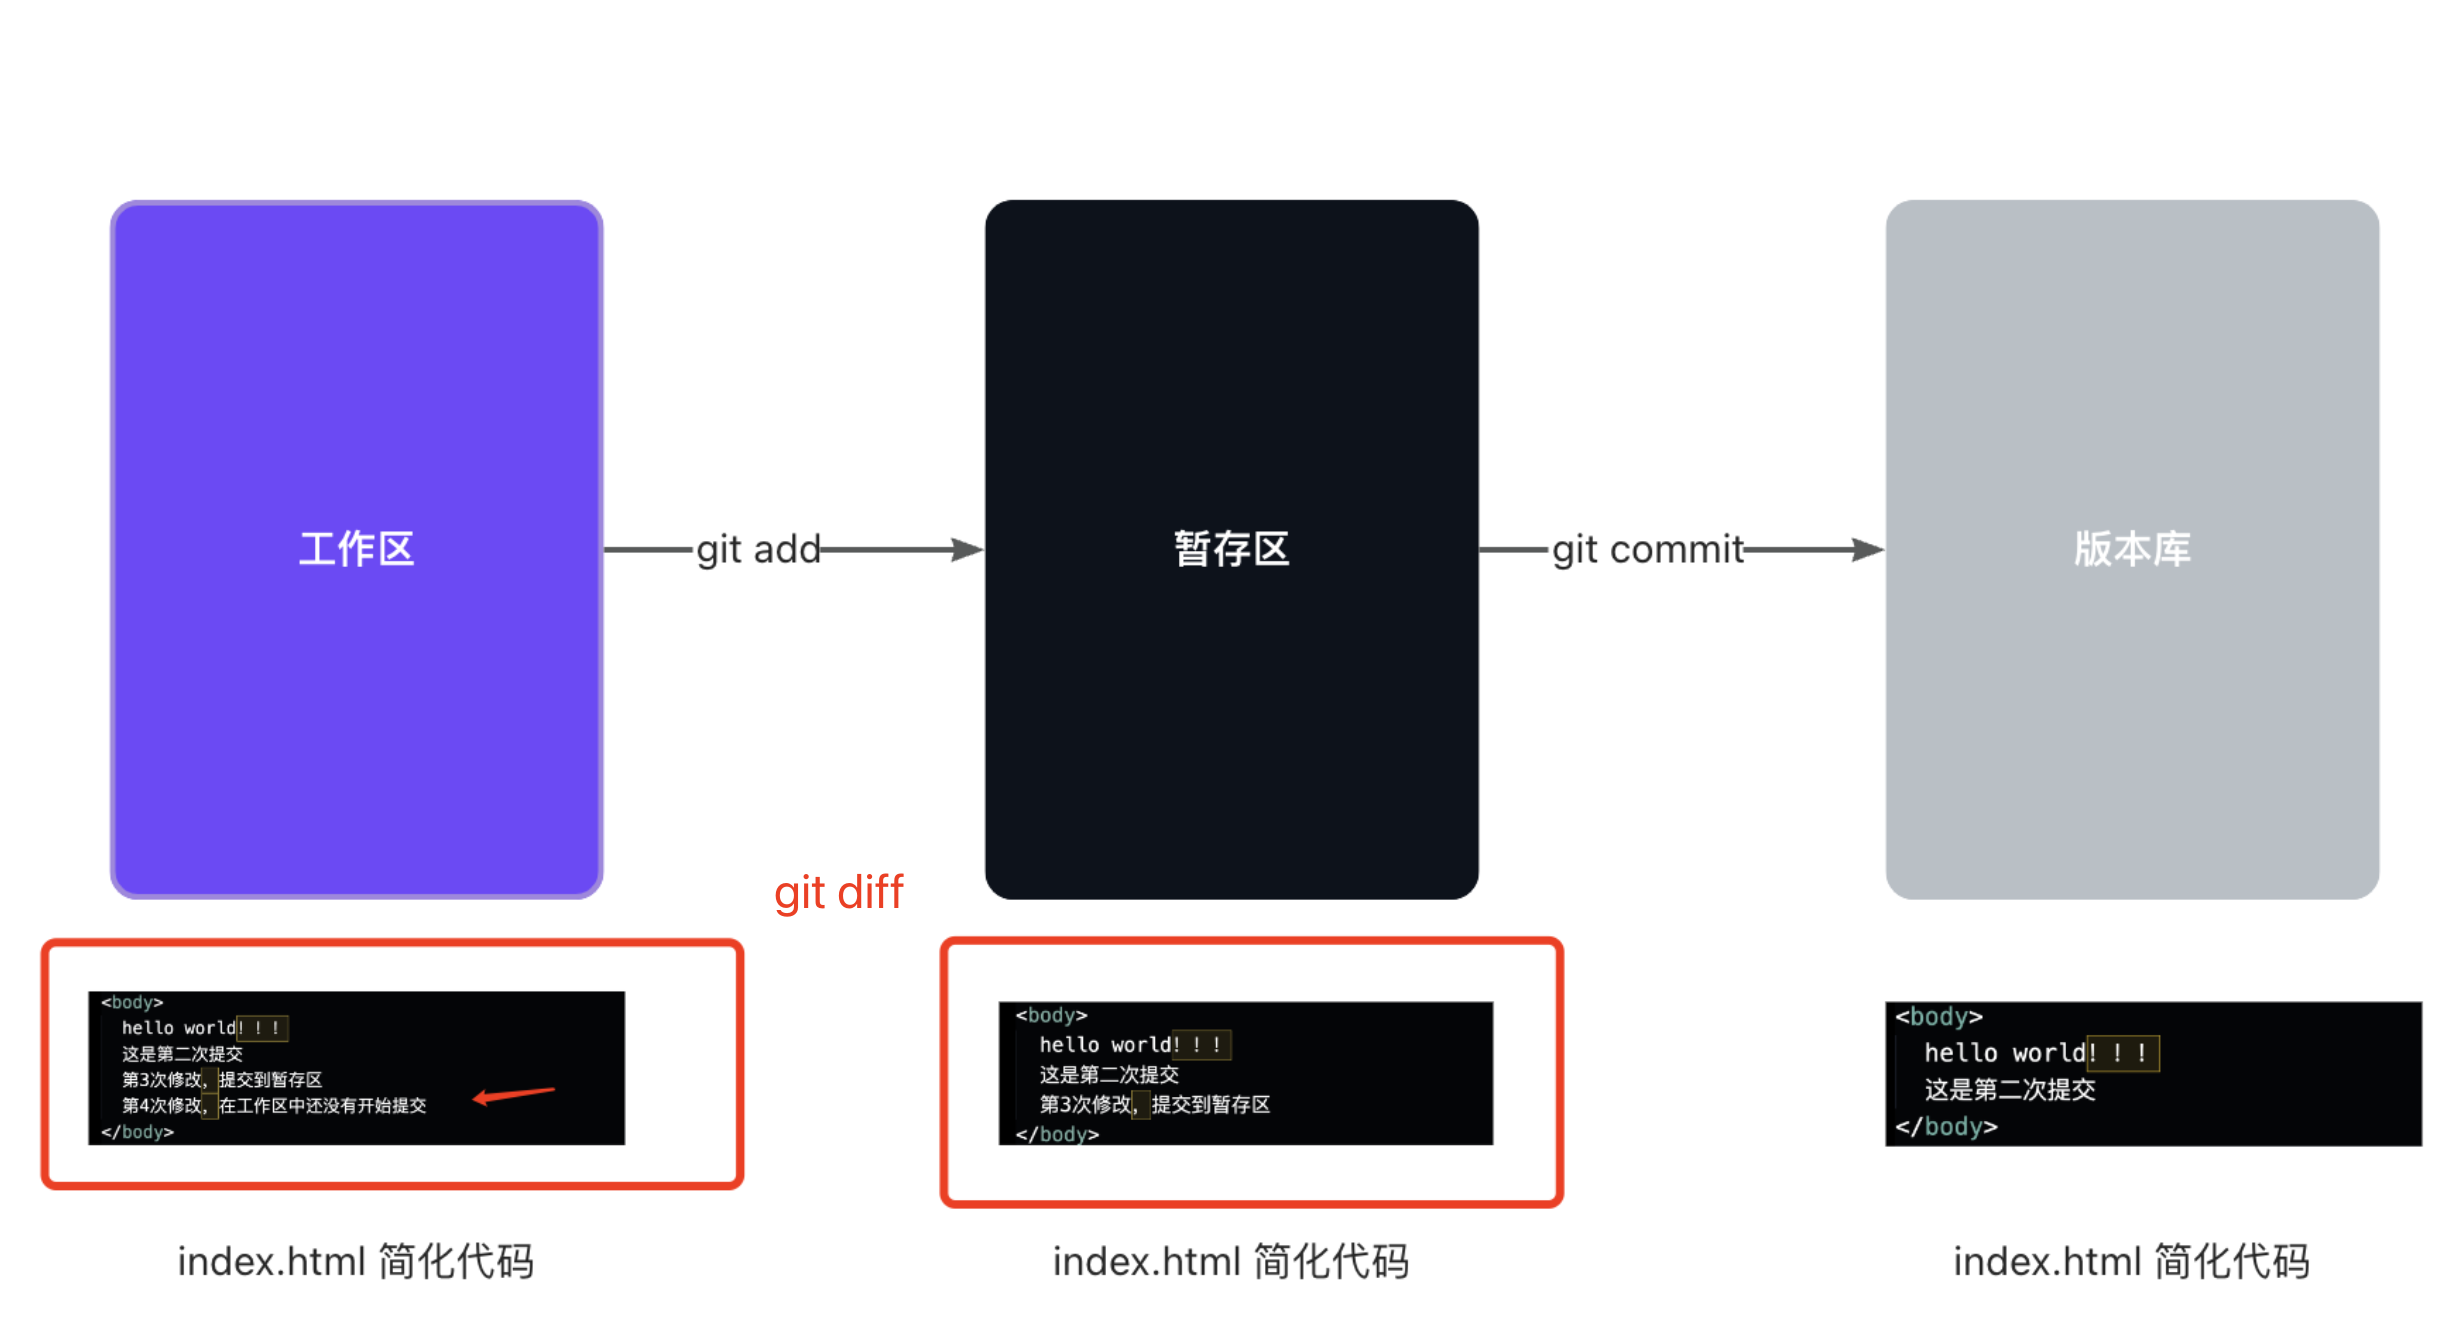 工作区
git add
暂存区
git commit
版本库
git diff
<body>
hello world！！！
这是第二次提交
第3次修改，提交到暂存区
第4次修改，在工作区中还没有开始提交
</body>
<body>
hello world！！！
这是第二次提交
第3次修改，提交到暂存区
</body>
<body>
hello world！！！
这是第二次提交
</body>
index.html 简化代码
index.html 简化代码
index.html 简化代码